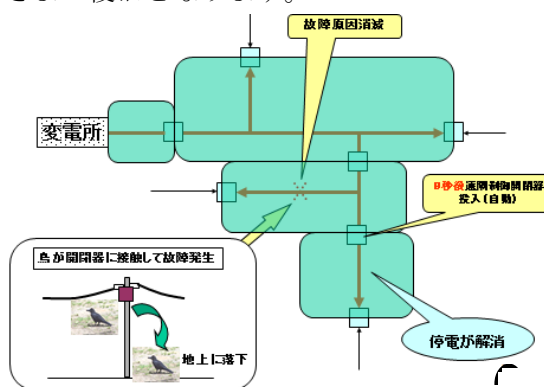 故障原因消滅
変電所
8秒後遠隔制御開閉器
投入(自動)
鳥が開閉器に接触して故障発生
地上に落下
停電が解消